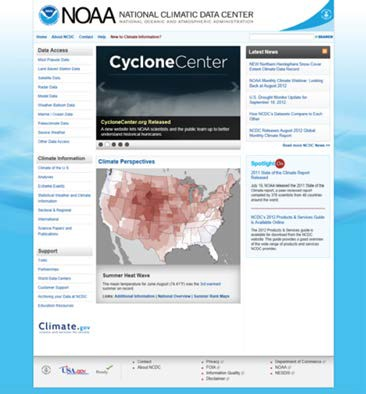 NOAA NATIONAL CLIMATIC DATA CENTER
NATIONAL OCEANIC AND ATMOSPHERIC ADMINISTRATION
Home About NCDC Contact Help New to Climate Information? SEARCH
Data Access
Most Popular Data
Land Based Station Data
Satellite Data
Radar Data
Model Data
Weather Balloon Data
Marine / Ocean Data
Paleoclimate Data
Severe Weather
Other Data Access
Climate Information
Climate of the U.S.
Analyses
Extreme Events
Statistical Weather and Climate
Information
Sectoral & Regional
International
Science Papers and
Publications
Support
Tools
Partnerships
World Data Centers
Customer Support
Archiving your Data at NCDC
Education Resources
Climate.gov
CycloneCenter
CycloneCenter.org Released
A new website lets NOAA scientists and the public team up to better
understand historical hurricanes.
Climate Perspectives
Summer Heat Wave
The mean temperature for June-August (74.41°F) was the 3rd warmest
summer on record
Links: Additional Information | National Overview | Summer Rank Maps
Latest News
NEW Northern Hemisphere Snow Cover
Extent Climate Data Record
NOAA Monthly Climate Webinar: Looking
Back at August 2012
U.S. Drought Monitor Update for
September 18, 2012
How NCDC's Datasets Compare to Each
Other
NCDC Releases August 2012 Global
Monthly Climate Report
Read more NCDC News >>
Spotlight On
2011 State of the Climate Report
Released
July 10, NOAA released the 2011 State of
the Climate report, a peer-reviewed report
compiled by 378 scientists from 48 countries
around the world.
NCDC's 2012 Products & Services Guide
is Available Online
The 2012 Products & Services guide is
available for download from the NCDC
website. The guide provides a good overview
of the wide range of products and services
NCDC provides.
USA.gov
Ready
Contact
About NCDC
Privacy
FOIA
Information Quality
Disclaimer
Department of Commerce
NOAA
NESDIS